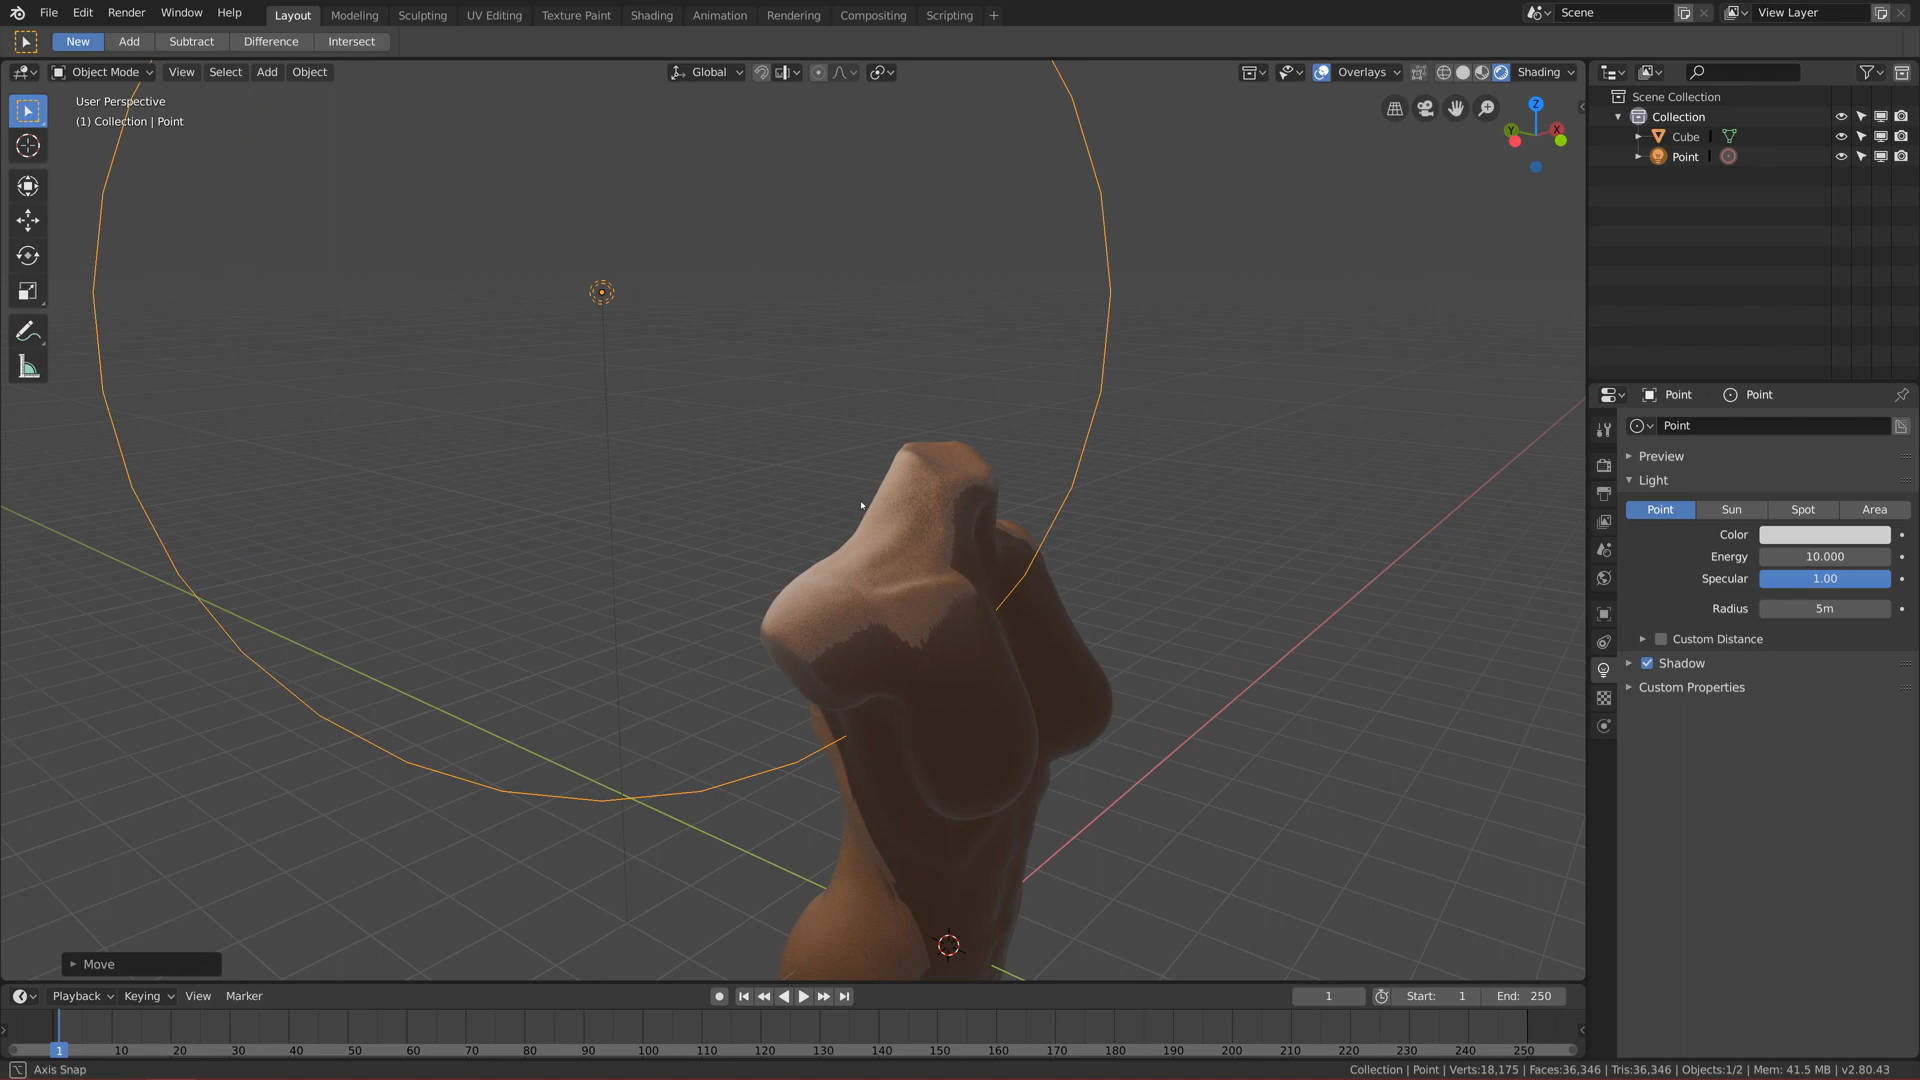 File Edit Render Window Help Layout Modeling Sculpting UV Editing Texture Paint Shading Animation Rendering Compositing Scripting + Scene View Layer
New Add Subtract Difference Intersect
Object Mode View Select Add Object Global Overlays Shading
User Perspective
(1) Collection | Point
Z
Y X
Scene Collection
Collection
Cube
Point
Point Point
Point
Preview
Light
Point Sun Spot Area
Color
Energy 10.000
Specular 1.00
Radius 5m
Custom Distance
Shadow
Custom Properties
Move
Playback Keying View Marker 1 Start: 1 End: 250
1 10 20 30 40 50 60 70 80 90 100 110 120 130 140 150 160 170 180 190 200 210 220 230 240 250
Axis Snap Collection | Point | Verts:18,175 | Faces:36,346 | Tris:36,346 | Objects:1/2 | Mem: 41.5 MB | v2.80.43